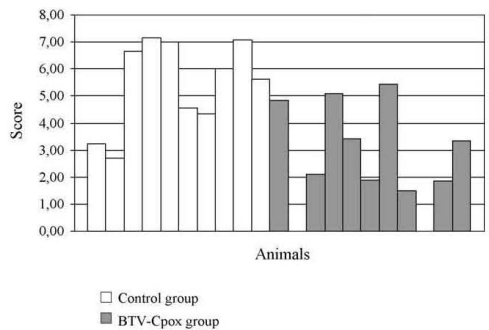 8,00
7,00
6,00
5,00
4,00
3,00
2,00
1,00
0,00
Score
Animals
Control group
BTV-Cpox group